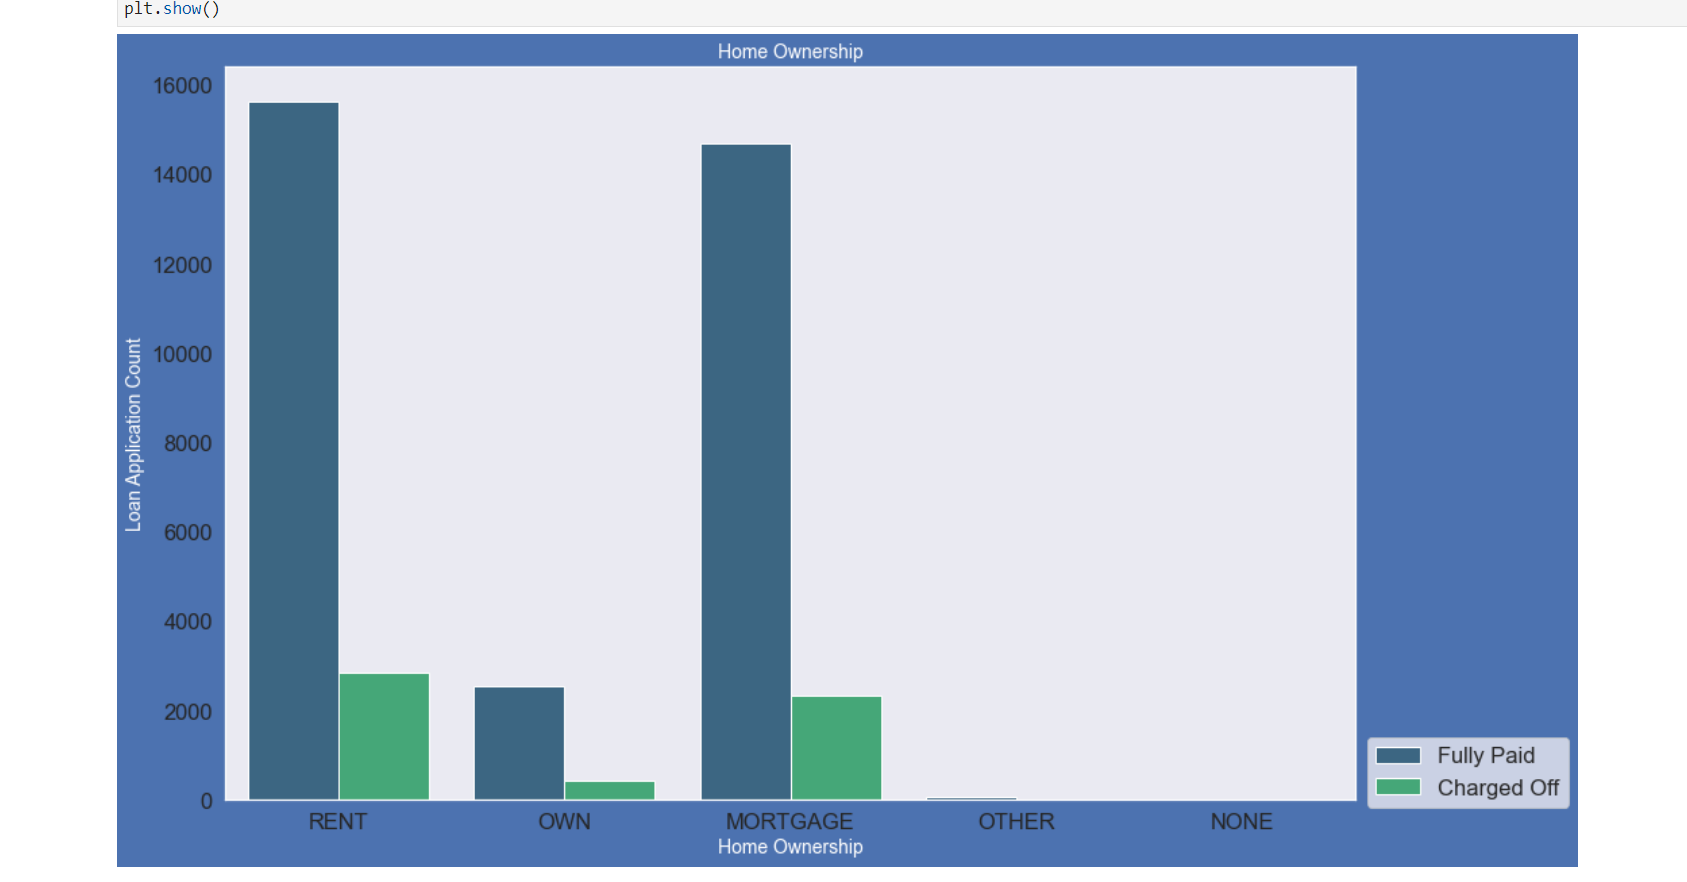 plt.show()
Home Ownership
16000
14000
12000
10000
8000
6000
4000
2000
0
Loan Application Count
RENT OWN MORTGAGE OTHER NONE
Home Ownership
Fully Paid
Charged Off